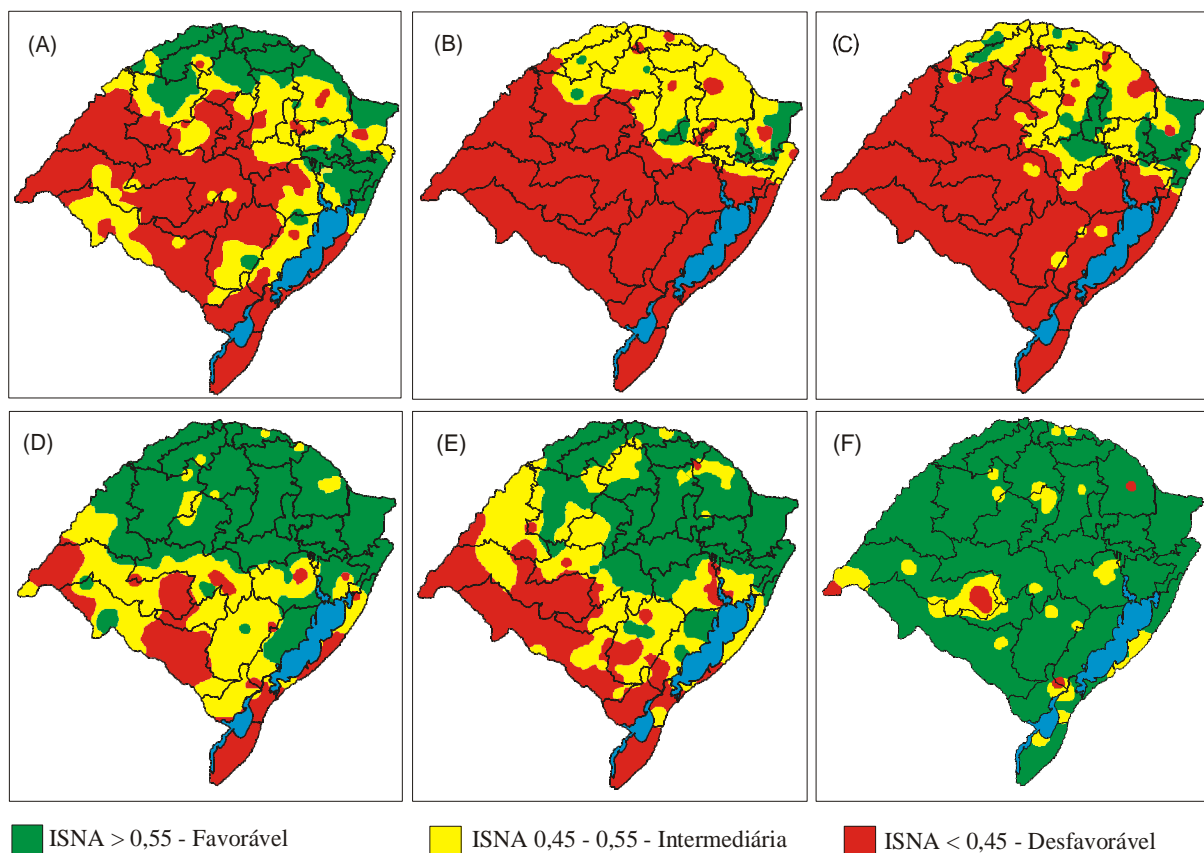 (A)
(B)
(C)
(D)
(E)
(F)
ISNA > 0,55 - Favorável
ISNA 0,45 - 0,55 - Intermediária
ISNA < 0,45 - Desfavorável